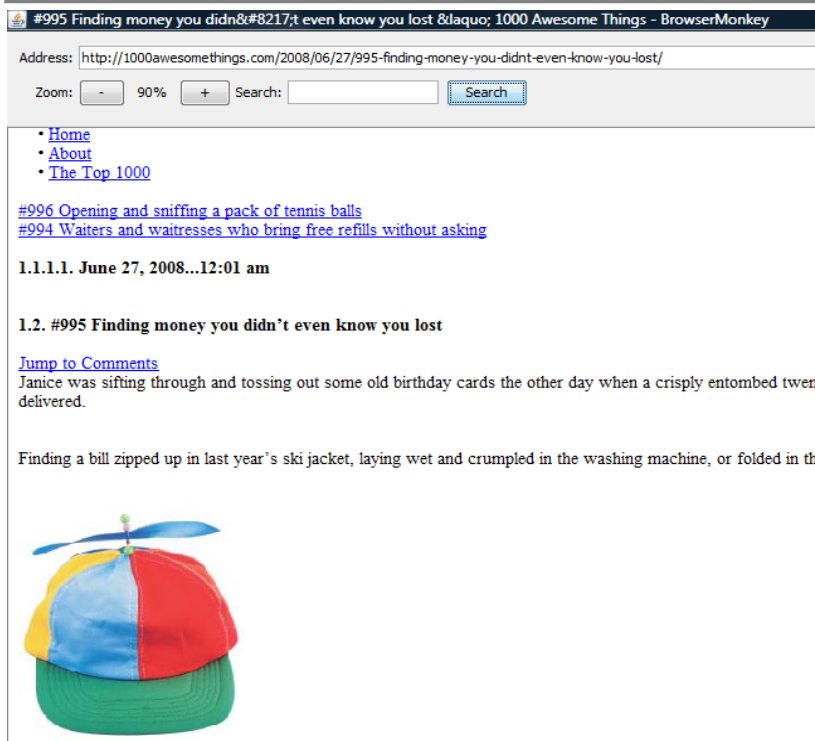 #995 Finding money you didn&#8217;t even know you lost &laquo; 1000 Awesome Things - BrowserMonkey
Address: http://1000awesomethings.com/2008/06/27/995-finding-money-you-didnt-even-know-you-lost/
Zoom: - 90% + Search: Search
• Home
• About
• The Top 1000
#996 Opening and sniffing a pack of tennis balls
#994 Waiters and waitresses who bring free refills without asking
1.1.1.1. June 27, 2008...12:01 am
1.2. #995 Finding money you didn’t even know you lost
Jump to Comments
Janice was sifting through and tossing out some old birthday cards the other day when a crisply entombed
delivered.
Finding a bill zipped up in last year’s ski jacket, laying wet and crumpled in the washing machine, or folded in